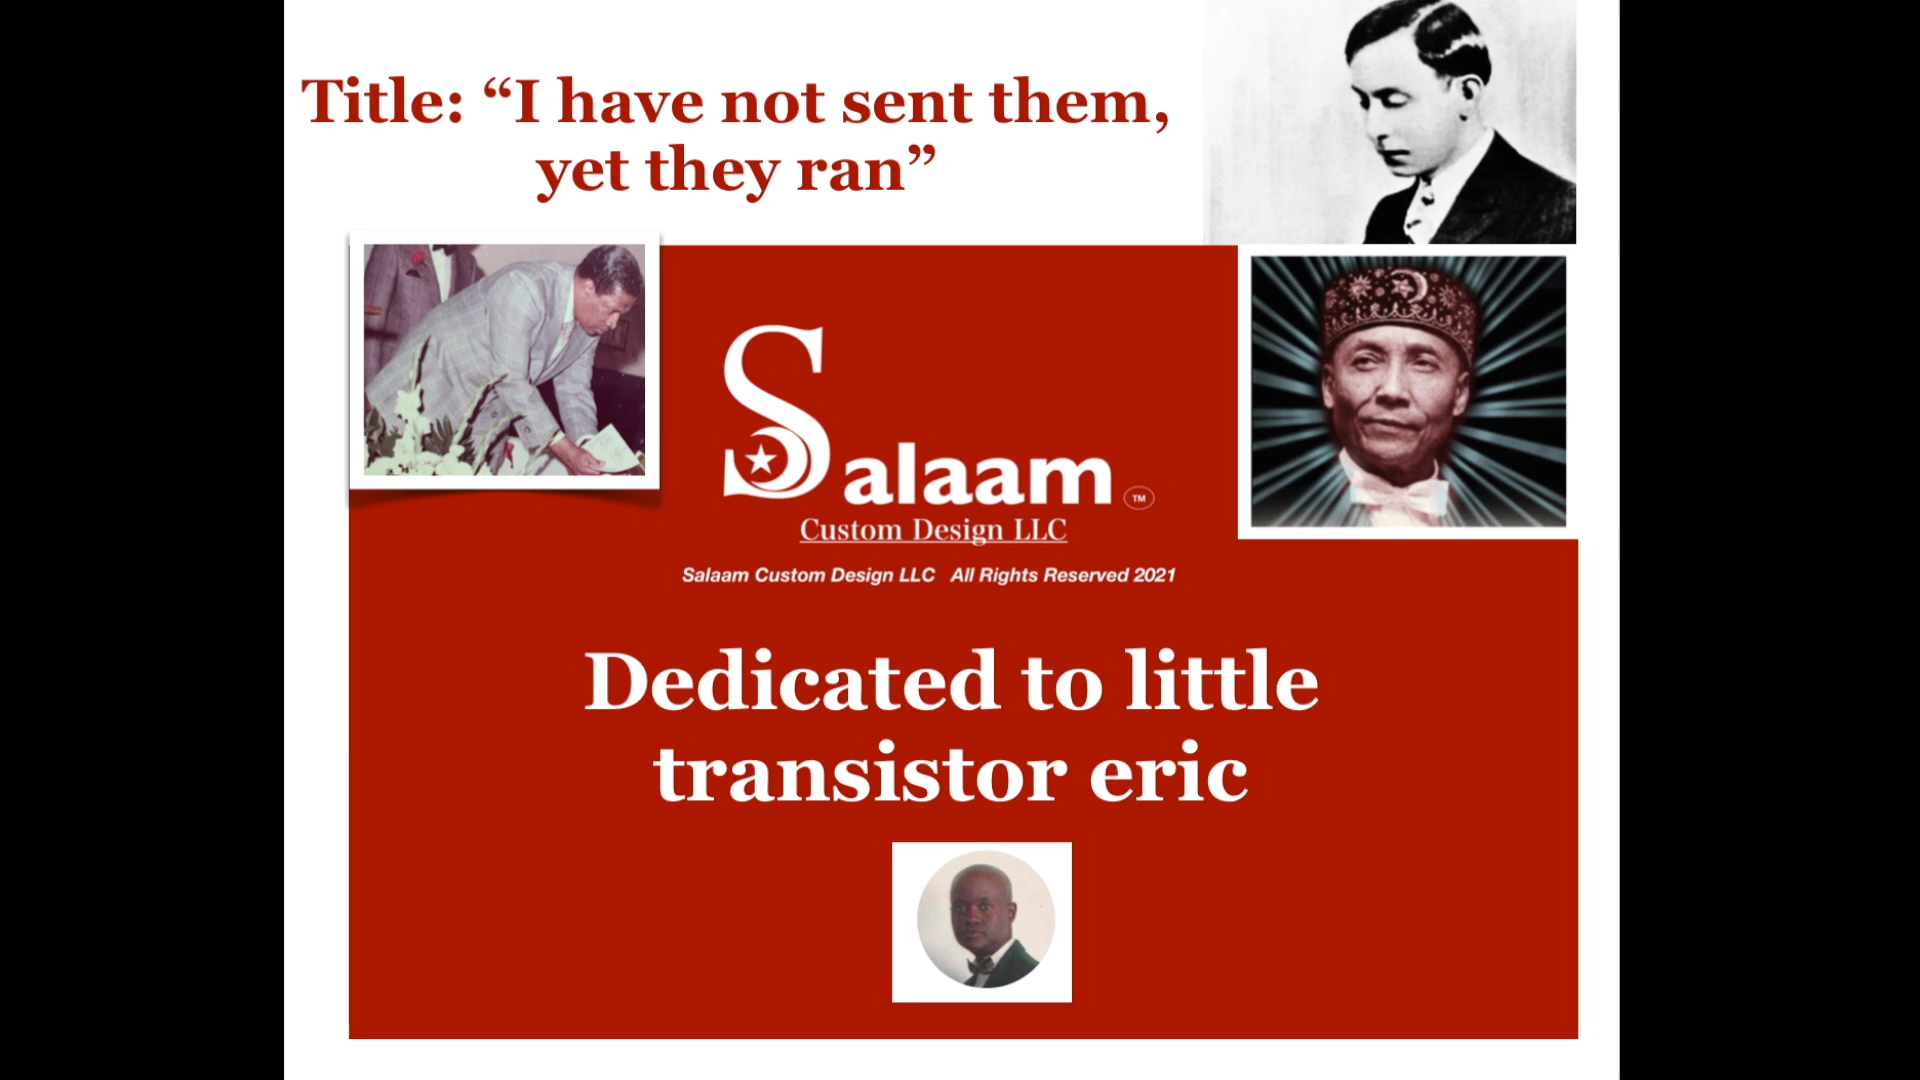 Title: “I have not sent them,
yet they ran”
Salaam ™
Custom Design LLC
Salaam Custom Design LLC   All Rights Reserved 2021
Dedicated to little
transistor eric